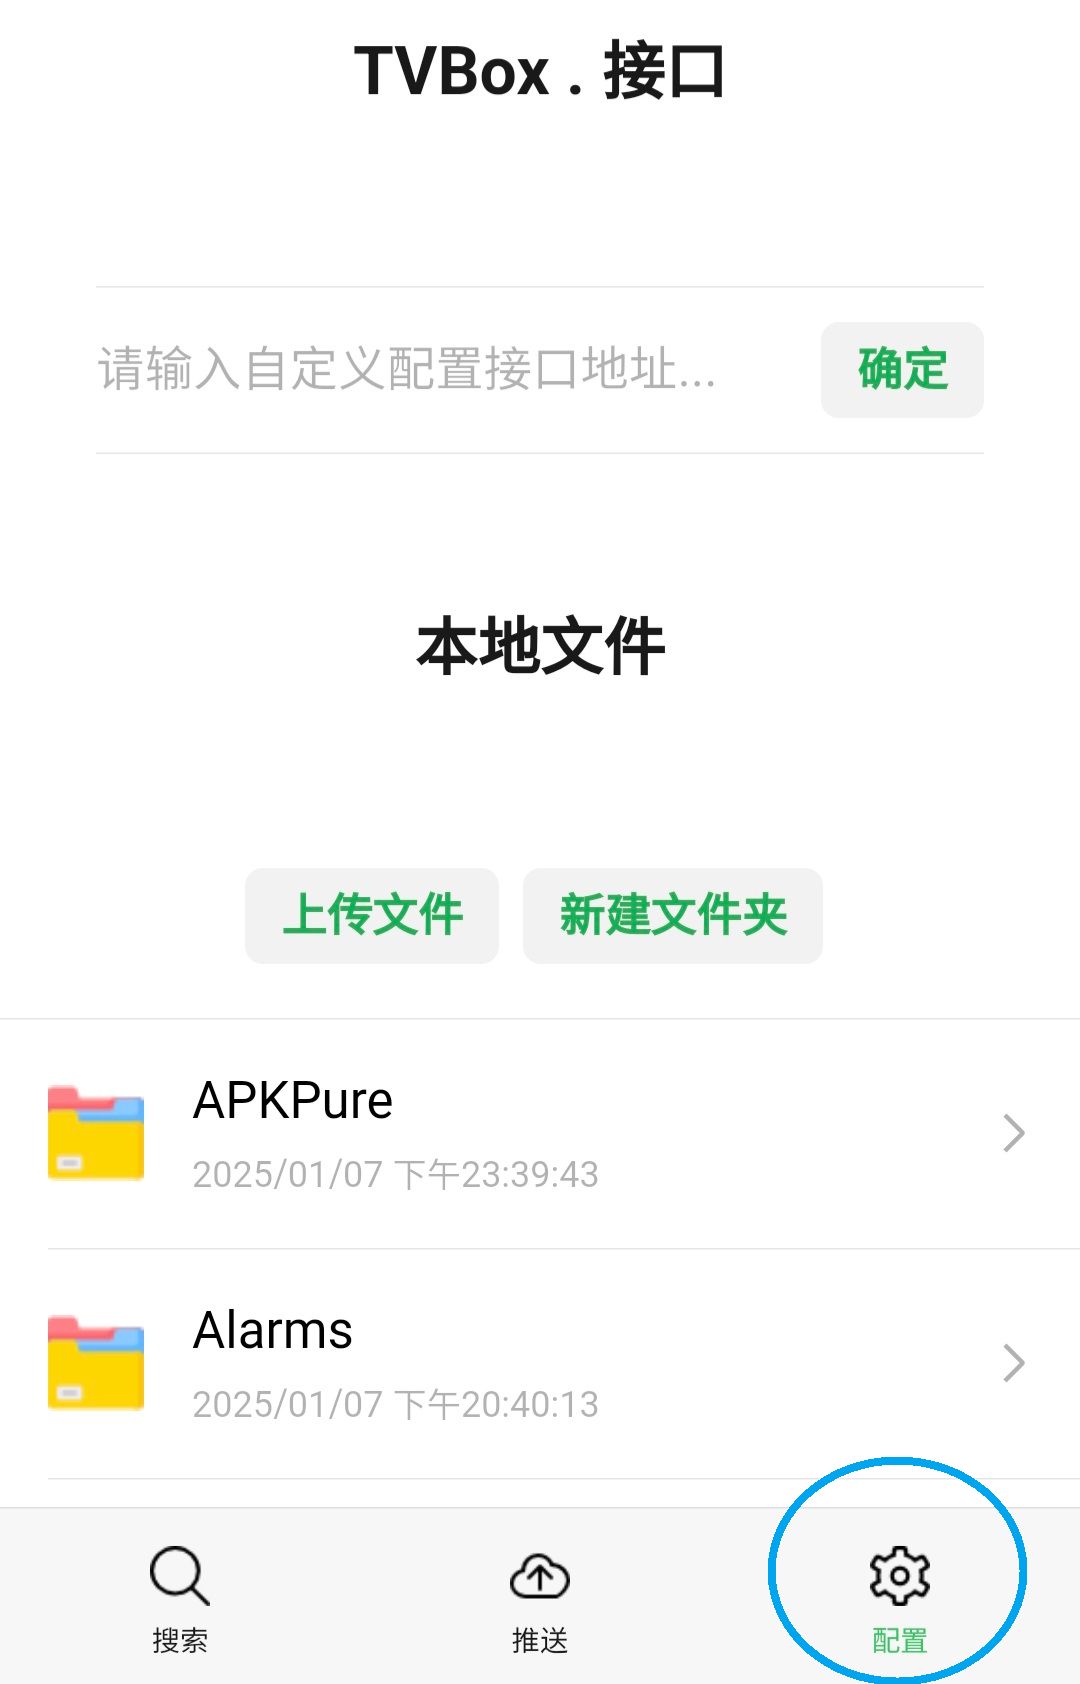 TVBox . 接口
请输入自定义配置接口地址...
确定
本地文件
上传文件
新建文件夹
APKPure
2025/01/07 下午23:39:43
Alarms
2025/01/07 下午20:40:13
搜索
推送
配置